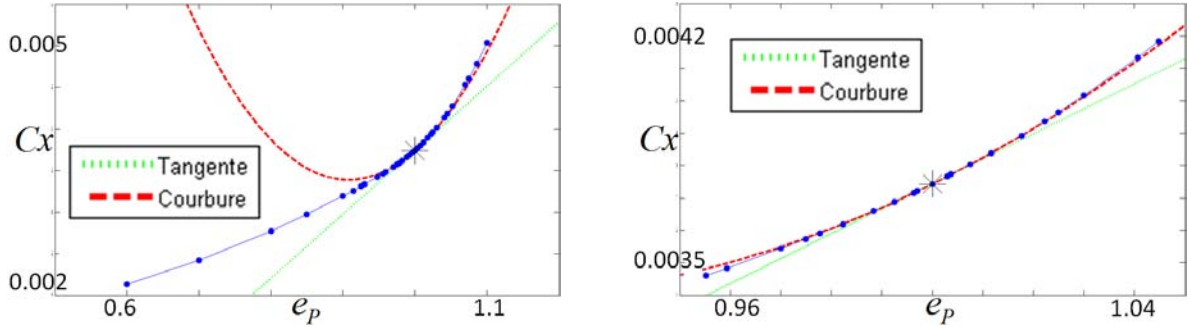 0.005
Cx
Tangente
Courbure
0.002
0.6
e_P
1.1
0.0042
Tangente
Courbure
Cx
0.0035
0.96
e_P
1.04